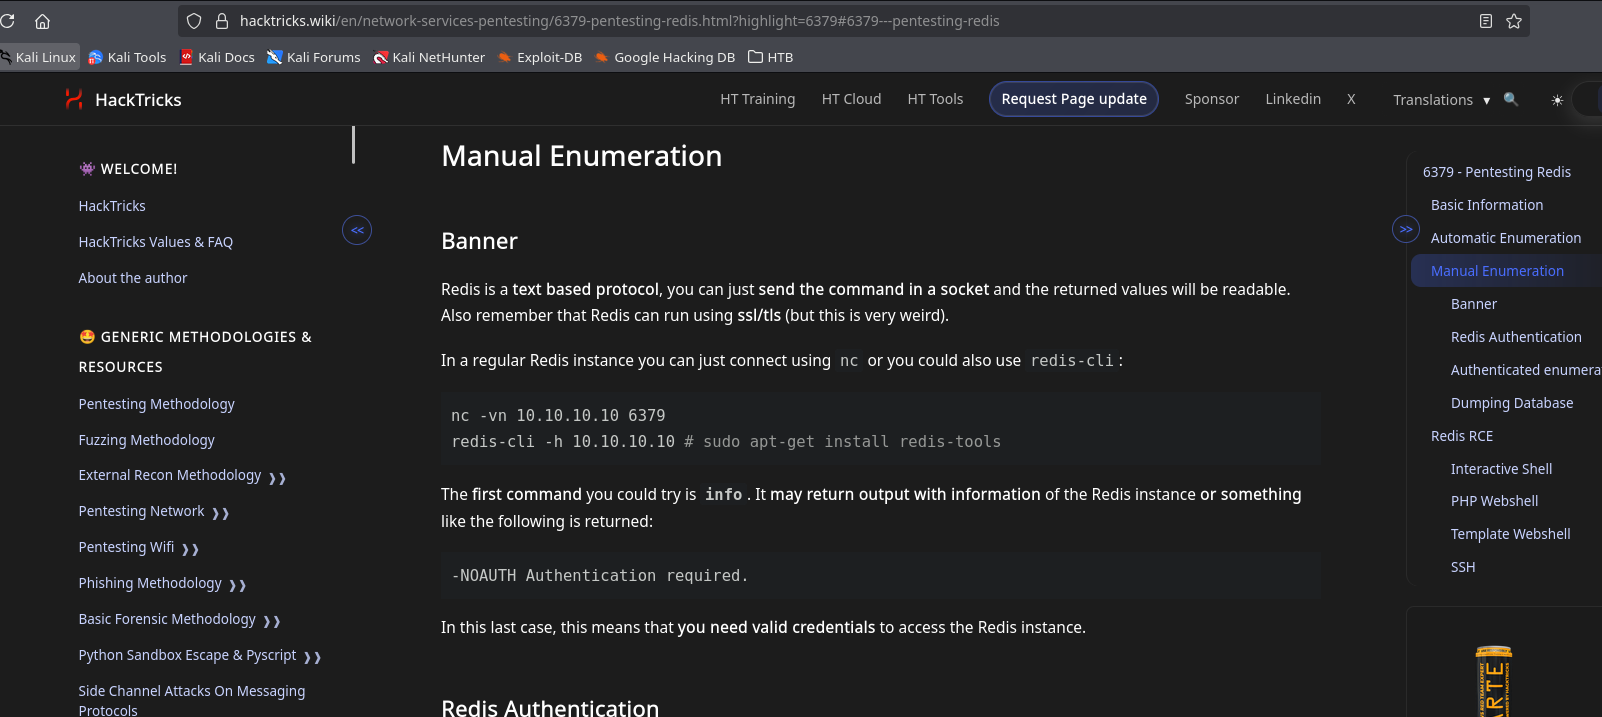 hacktricks.wiki/en/network-services-pentesting/6379-pentesting-redis.html?highlight=6379#6379---pentesting-redis
Kali Linux Kali Tools Kali Docs Kali Forums Kali NetHunter Exploit-DB Google Hacking DB HTB
HackTricks HT Training HT Cloud HT Tools Request Page update Sponsor Linkedin X Translations
WELCOME!
HackTricks
HackTricks Values & FAQ
About the author
GENERIC METHODOLOGIES &
RESOURCES
Pentesting Methodology
Fuzzing Methodology
External Recon Methodology
Pentesting Network
Pentesting Wifi
Phishing Methodology
Basic Forensic Methodology
Python Sandbox Escape & Pyscript
Side Channel Attacks On Messaging
Protocols
<<
Manual Enumeration
Banner
Redis is a text based protocol, you can just send the command in a socket and the returned values will be readable.
Also remember that Redis can run using ssl/tls (but this is very weird).
In a regular Redis instance you can just connect using nc or you could also use redis-cli:
nc -vn 10.10.10.10 6379
redis-cli -h 10.10.10.10 # sudo apt-get install redis-tools
The first command you could try is info. It may return output with information of the Redis instance or something
like the following is returned:
-NOAUTH Authentication required.
In this last case, this means that you need valid credentials to access the Redis instance.
Redis Authentication
>>
6379 - Pentesting Redis
Basic Information
Automatic Enumeration
Manual Enumeration
Banner
Redis Authentication
Authenticated enumera
Dumping Database
Redis RCE
Interactive Shell
PHP Webshell
Template Webshell
SSH
ARTE